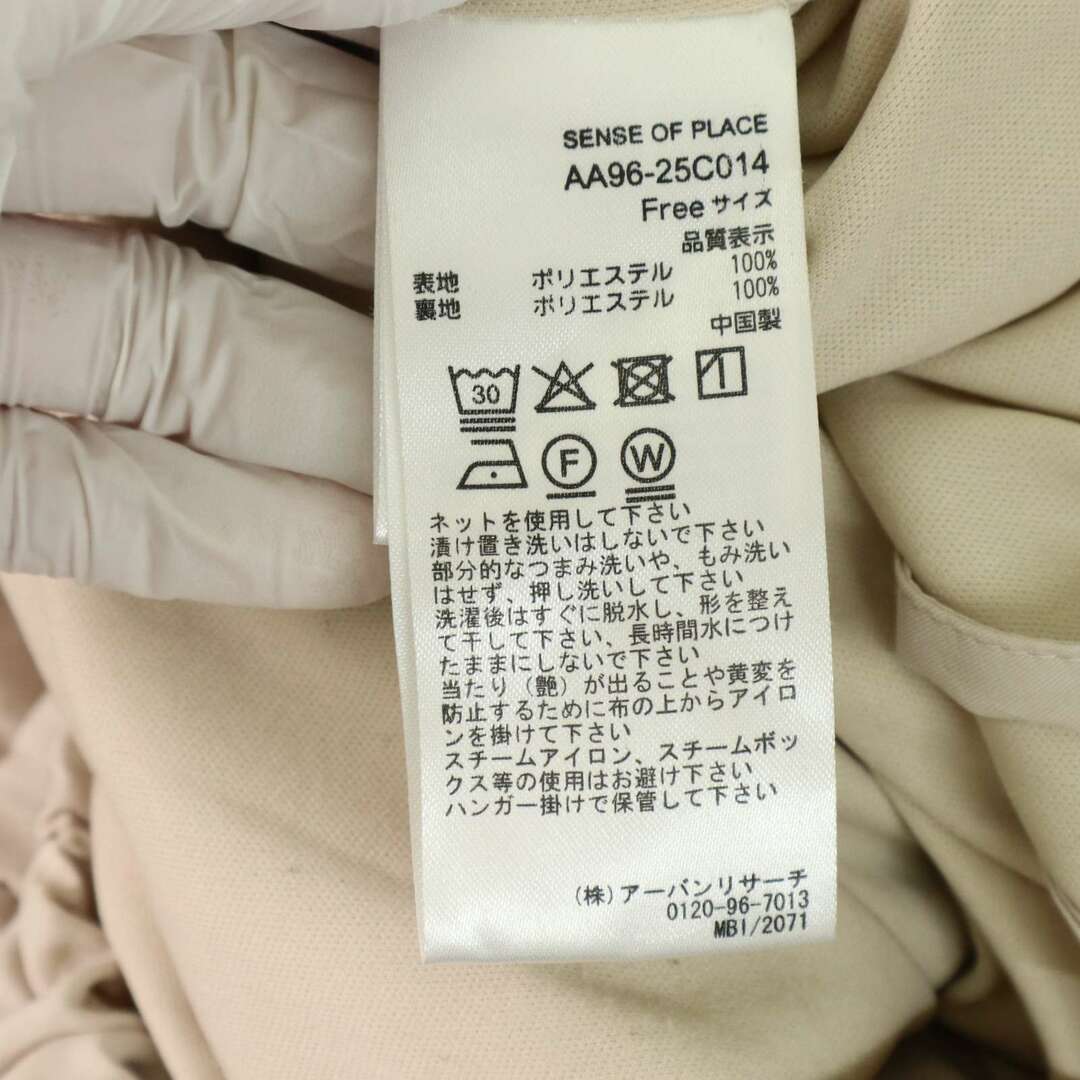 SENSE OF PLACE
AA96-25C014
Free サイズ
品質表示
表地 ポリエステル 100%
裏地 ポリエステル 100%
中国製
30
F W
ネットを使用して下さい
漬け置き洗いはしないで下さい
部分的なつまみ洗いや、もみ洗い
はせず、押し洗いして下さい
洗濯後はすぐに脱水し、形を整え
て干して下さい、長時間水につけ
たままにしないで下さい
当たり（艶）が出ることや黄変を
防止するために布の上からアイロ
ンを掛けて下さい
スチームアイロン、スチームボッ
クス等の使用はお避け下さい
ハンガー掛けで保管して下さい
(株)アーバンリサーチ
0120-96-7013
MBI/2071